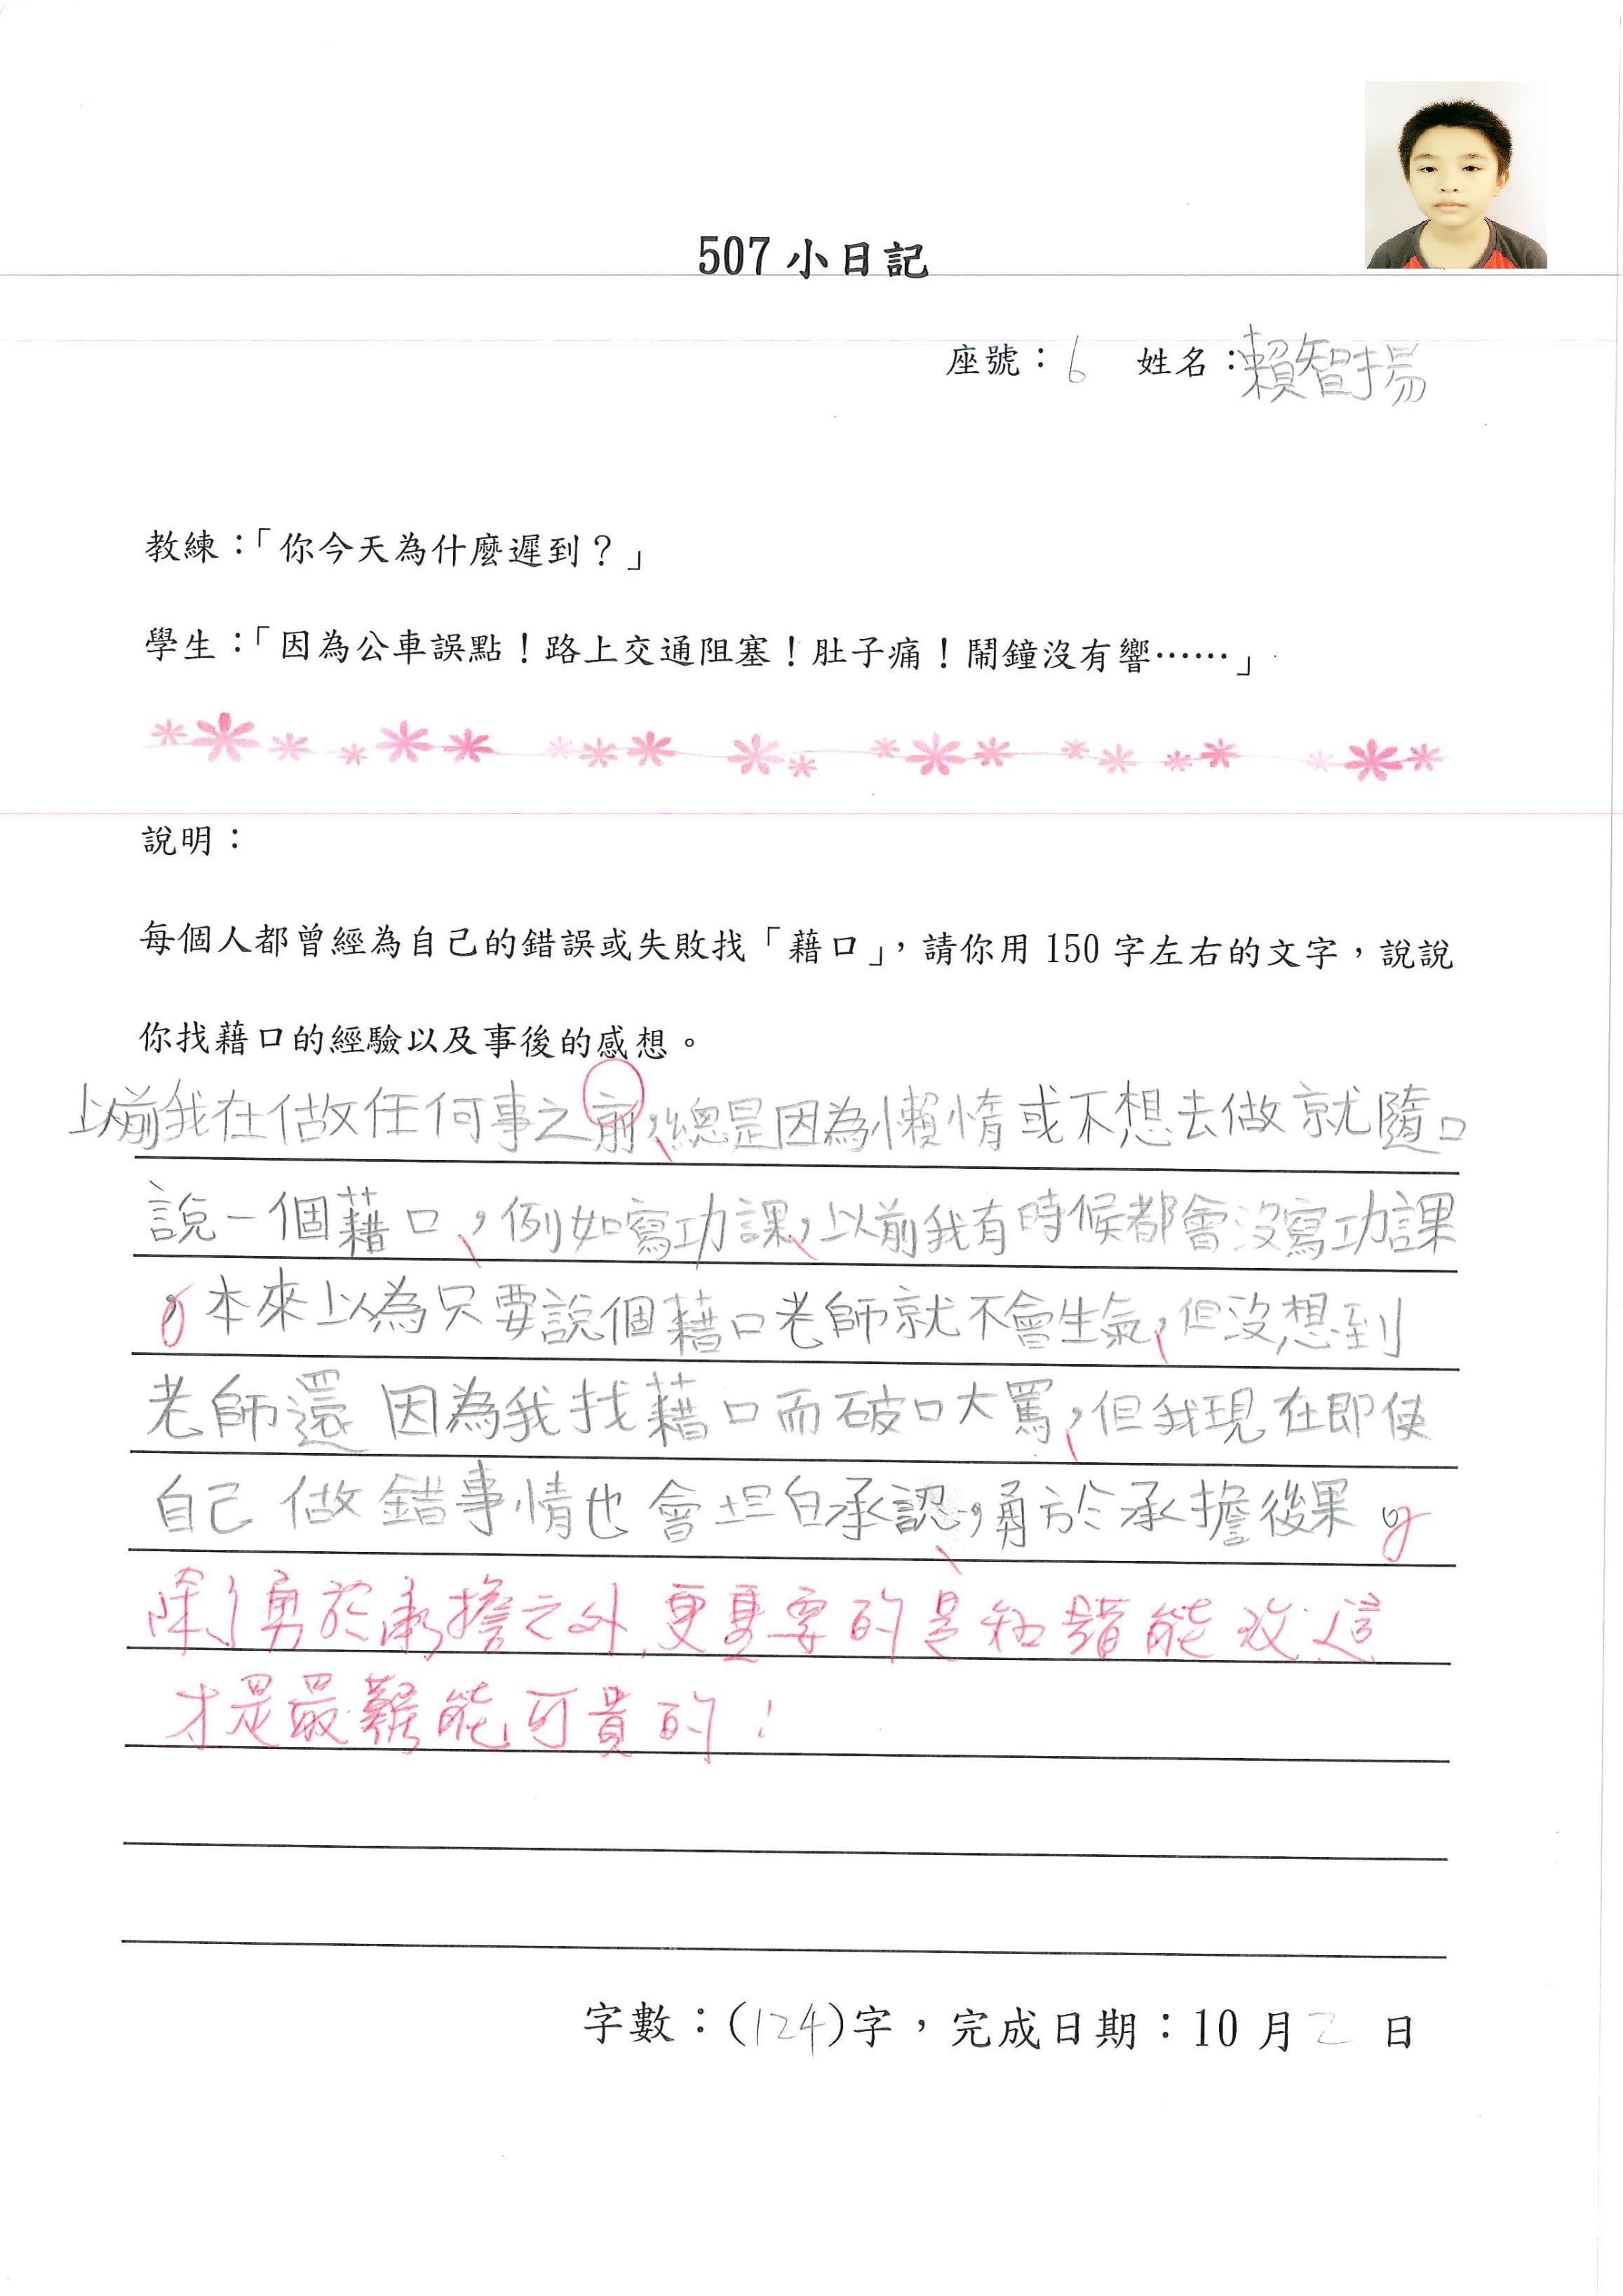 507 小日記
座號：6 姓名：賴智揚
教練：「你今天為什麼遲到？」
學生：「因為公車誤點！路上交通阻塞！肚子痛！鬧鐘沒有響……」
說明：
每個人都曾經為自己的錯誤或失敗找「藉口」，請你用 150 字左右的文字，說說
你找藉口的經驗以及事後的感想。
以前我在做任何事之前，總是因為懶惰或不想去做就隨口
說一個藉口，例如寫功課，以前我有時候都會沒寫功課
，本來以為只要說個藉口老師就不會生氣，但沒想到
老師還因為我找藉口而破口大罵，但我現在即使
自己做錯事情也會坦白承認，勇於承擔後果。
除了勇於承擔之外，更重要的是知錯能改，這
才是最難能可貴的！
字數：(124)字，完成日期：10 月 2 日